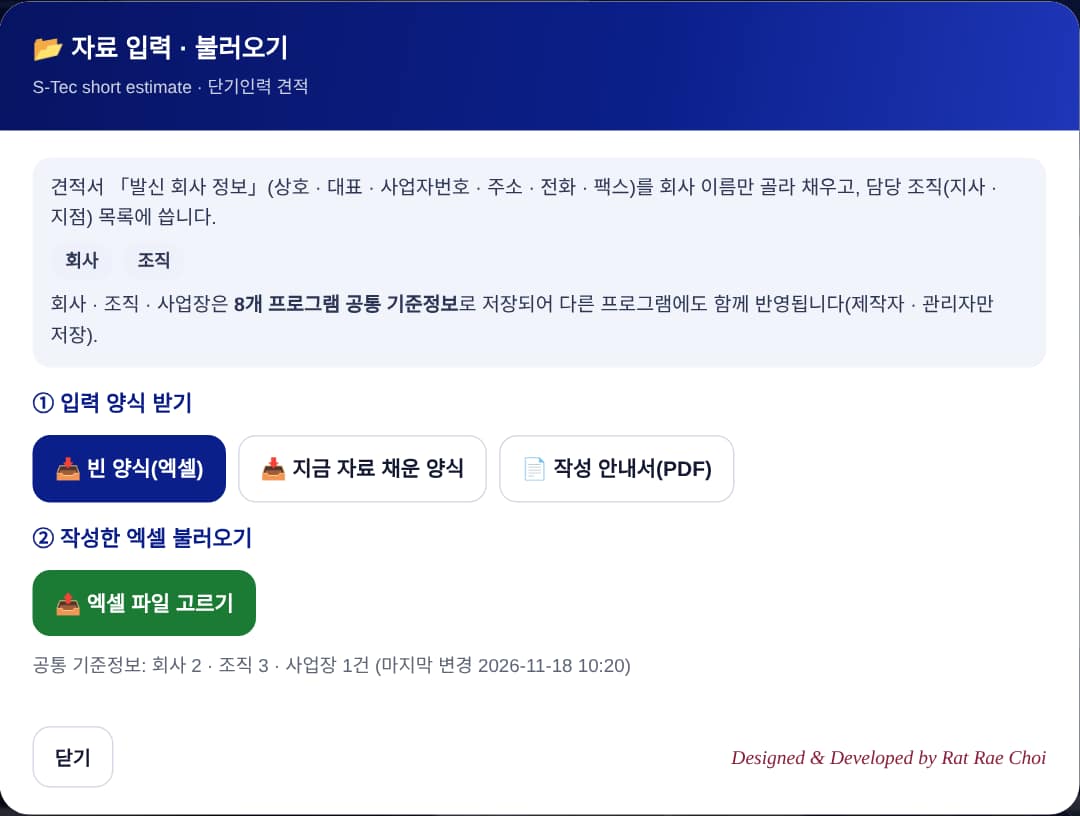 📂 자료 입력 · 불러오기
S-Tec short estimate · 단기인력 견적
견적서 「발신 회사 정보」(상호 · 대표 · 사업자번호 · 주소 · 전화 · 팩스)를 회사 이름만 골라 채우고, 담당 조직(지사 ·
지점) 목록에 씁니다.
회사 조직
회사 · 조직 · 사업장은 8개 프로그램 공통 기준정보로 저장되어 다른 프로그램에도 함께 반영됩니다(제작자 · 관리자만
저장).
① 입력 양식 받기
📥 빈 양식(엑셀) 📥 지금 자료 채운 양식 📄 작성 안내서(PDF)
② 작성한 엑셀 불러오기
📤 엑셀 파일 고르기
공통 기준정보: 회사 2 · 조직 3 · 사업장 1건 (마지막 변경 2026-11-18 10:20)
닫기
Designed & Developed by Rat Rae Choi